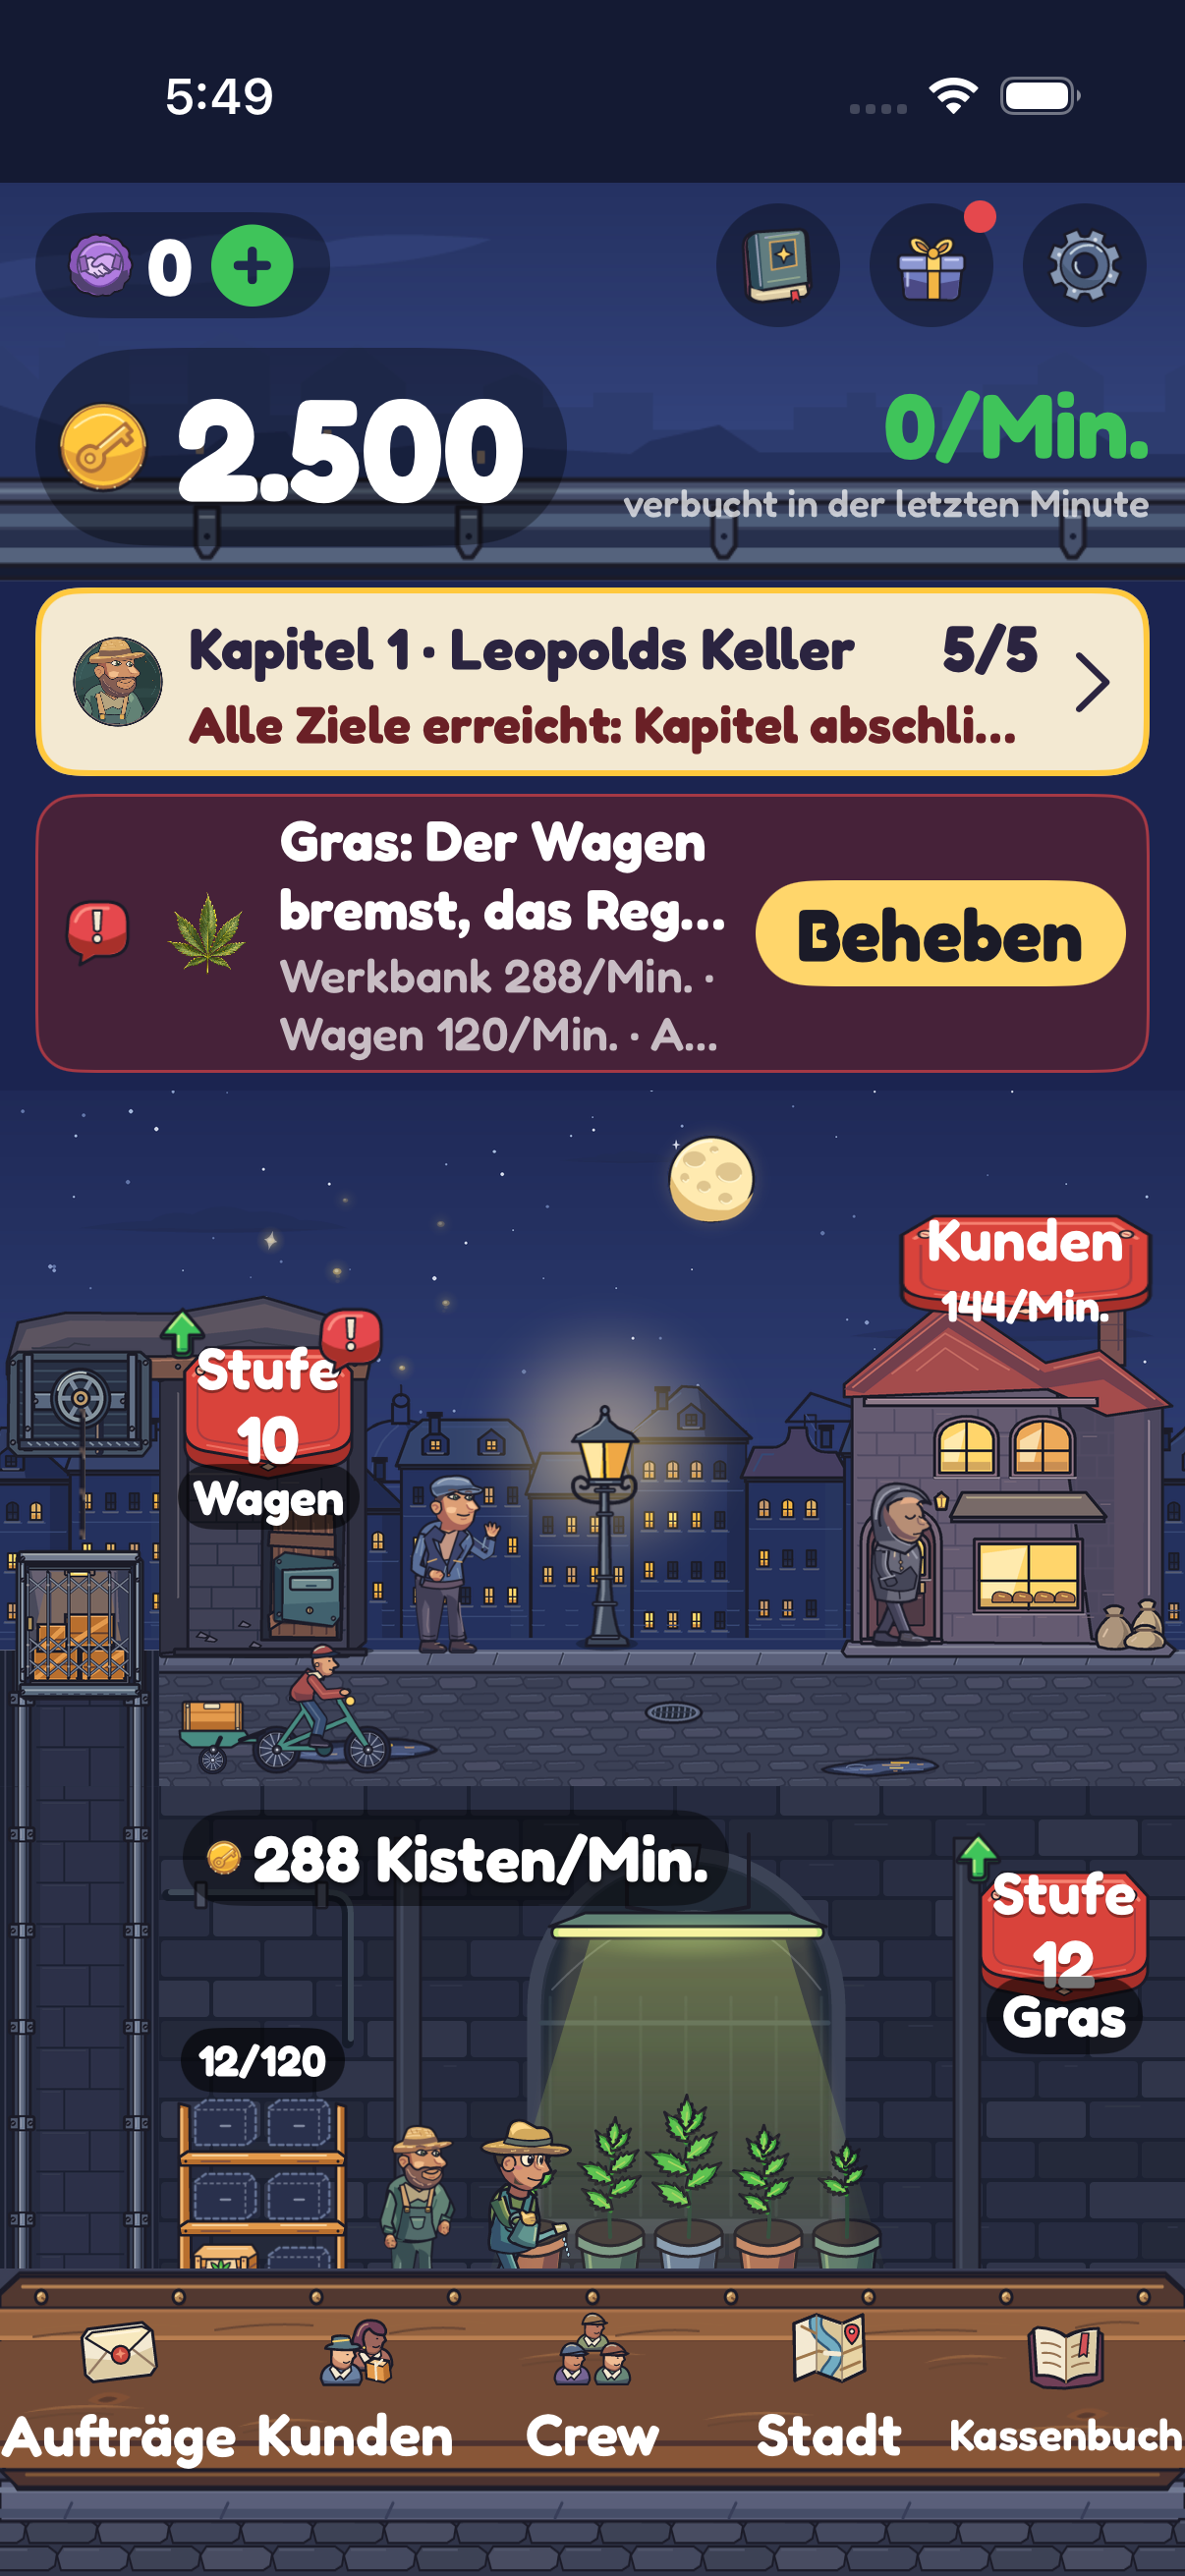 5:49
0
2.500
0/Min.
verbucht in der letzten Minute
Kapitel 1 · Leopolds Keller 5/5
Alle Ziele erreicht: Kapitel abschli...
Gras: Der Wagen
bremst, das Reg...
Werkbank 288/Min. ·
Wagen 120/Min. · A...
Beheben
Kunden
144/Min.
Stufe
10
Wagen
288 Kisten/Min.
Stufe
12
Gras
12/120
Aufträge Kunden Crew Stadt Kassenbuch